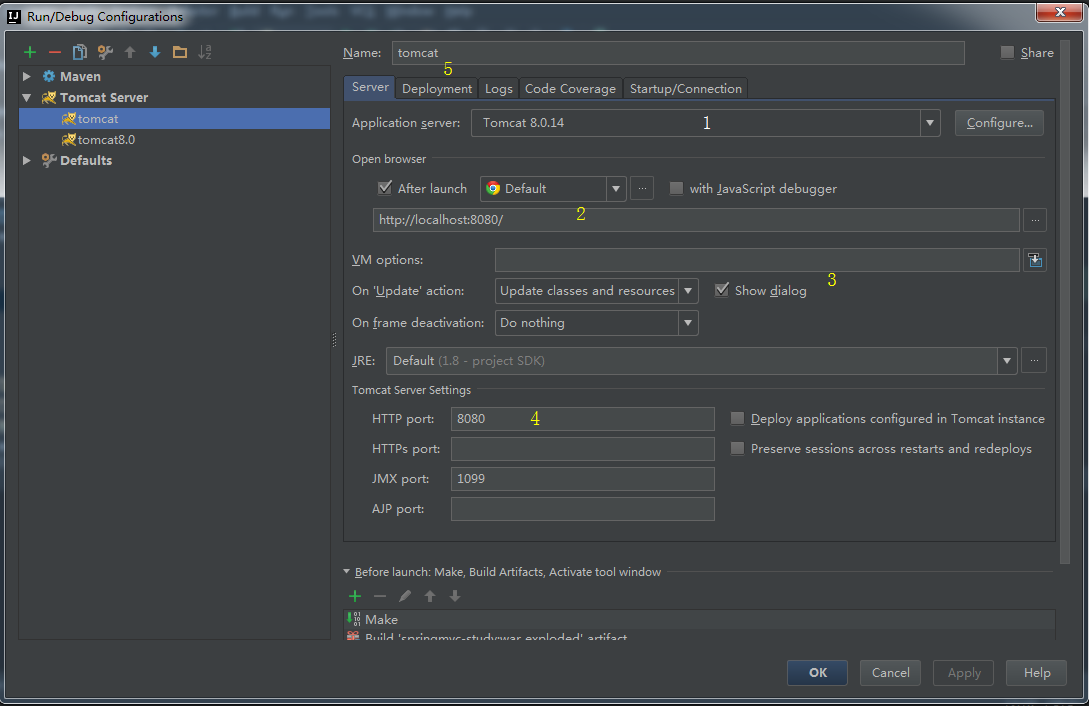 Run/Debug Configurations
Name: tomcat
Share
Maven
Tomcat Server
tomcat
tomcat8.0
Defaults
5
Server Deployment Logs Code Coverage Startup/Connection
Application server: Tomcat 8.0.14 1 Configure...
Open browser
After launch Default ... with JavaScript debugger
2
http://localhost:8080/ ...
VM options:
3
On 'Update' action: Update classes and resources Show dialog
On frame deactivation: Do nothing
JRE: Default (1.8 - project SDK) ...
Tomcat Server Settings
HTTP port: 8080 4 Deploy applications configured in Tomcat instance
HTTPs port: Preserve sessions across restarts and redeploys
JMX port: 1099
AJP port:
Before launch: Make, Build Artifacts, Activate tool window
Make
Build 'springmvc-study:war exploded' artifact
OK Cancel Apply Help